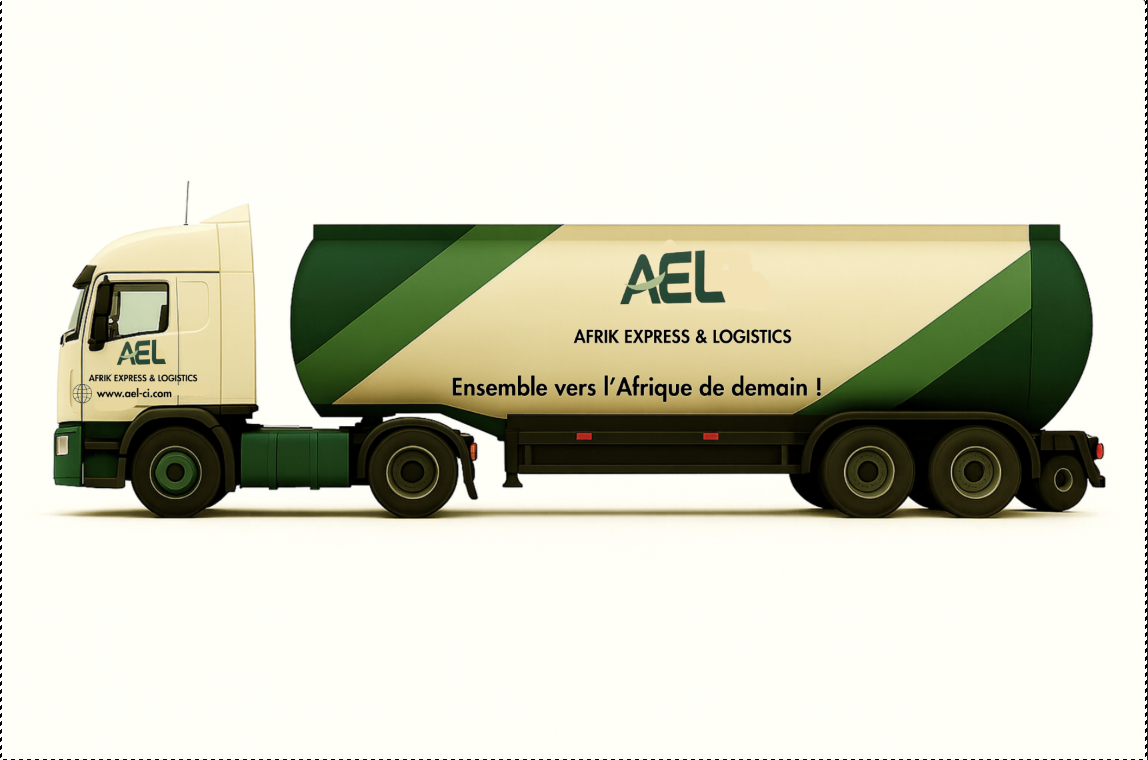 AEL
AFRIK EXPRESS & LOGISTICS
www.ael-ci.com
AEL
AFRIK EXPRESS & LOGISTICS
Ensemble vers l'Afrique de demain !